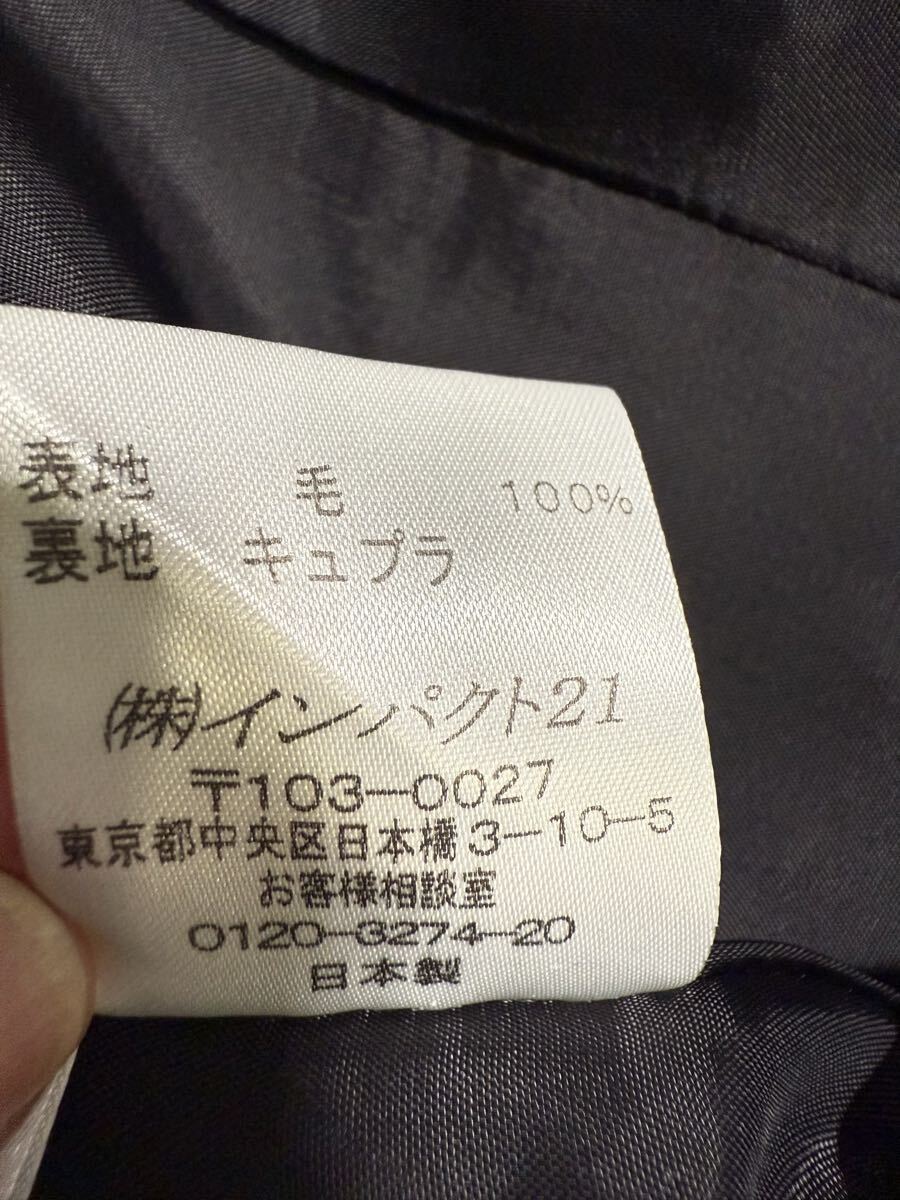 表地 毛 100%
裏地 キュプラ
(株)インパクト21
〒103-0027
東京都中央区日本橋3-10-5
お客様相談室
0120-3274-20
日本製